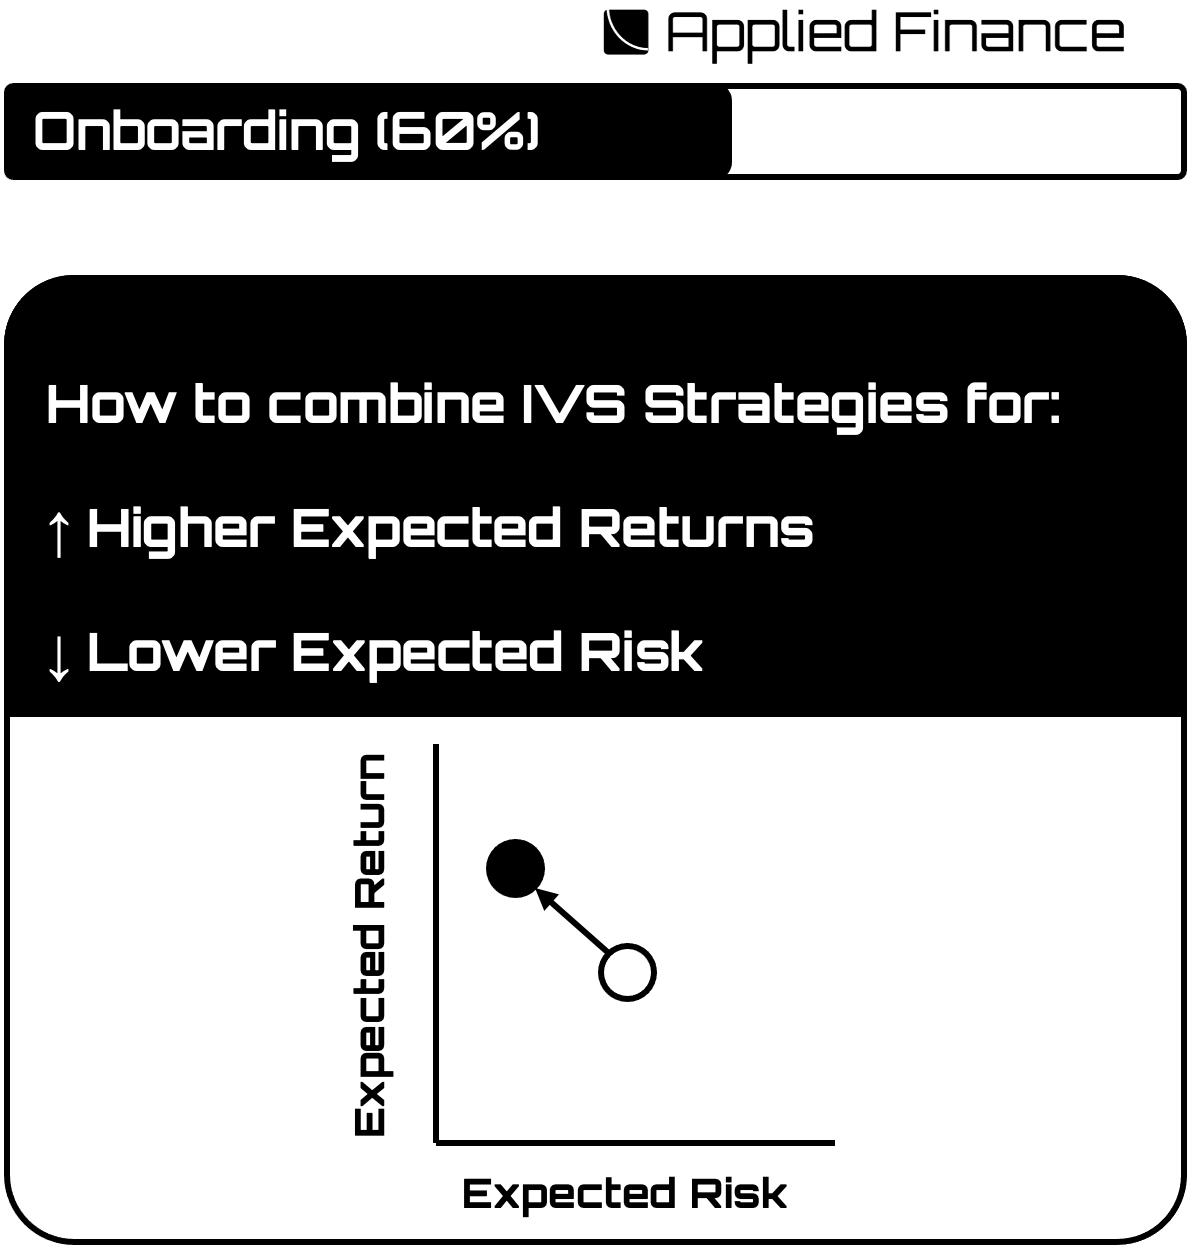 Applied Finance
Onboarding (60%)
How to combine IVS Strategies for:
↑ Higher Expected Returns
↓ Lower Expected Risk
Expected Return
Expected Risk